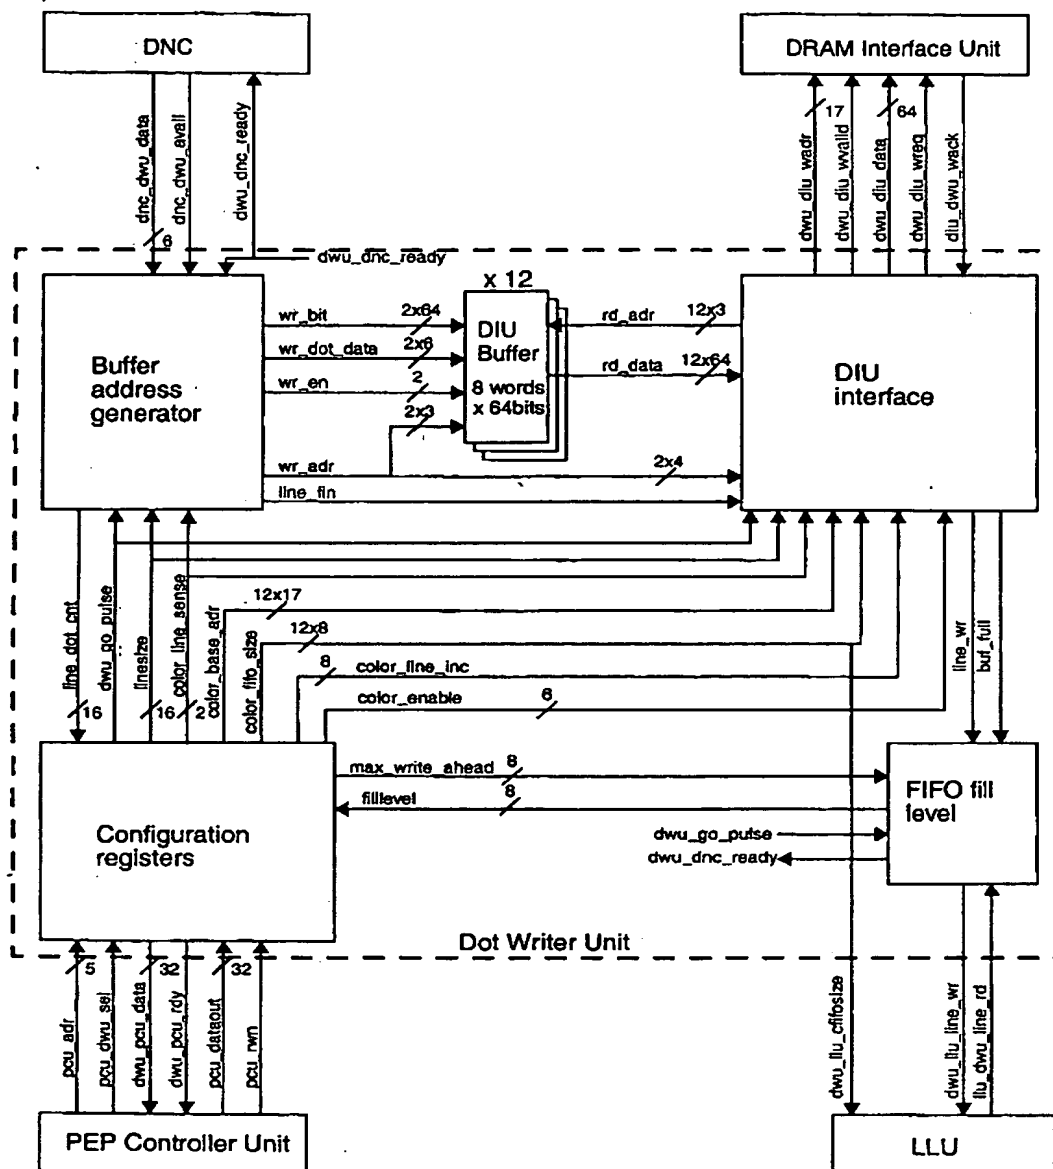 DNC
DRAM Interface Unit
dnc_dwu_data
dnc_dwu_avail
dwu_dnc_ready
6
17
64
dwu_diu_wadr
dwu_diu_wvalid
dwu_diu_data
dwu_diu_wreq
diu_dwu_wack
dwu_dnc_ready
x 12
Buffer
address
generator
wr_bit
2x64
wr_dot_data
2x6
wr_en
2
2x3
wr_adr
2x4
line_fin
DIU
Buffer
8 words
x 64bits
rd_adr
12x3
rd_data
12x64
DIU
interface
line_dot_cnt
16
dwu_go_pulse
linesize
16
color_line_sense
2
color_base_adr
12x17
color_fifo_size
12x8
8
color_line_inc
color_enable
6
line_wr
buf_full
Configuration
registers
max_write_ahead
8
filllevel
8
dwu_go_pulse
dwu_dnc_ready
FIFO fill
level
Dot Writer Unit
5
32
32
pcu_adr
pcu_dwu_sel
dwu_pcu_data
dwu_pcu_rdy
pcu_dataout
pcu_rwn
dwu_llu_cfifosize
dwu_llu_line_wr
llu_dwu_line_rd
PEP Controller Unit
LLU